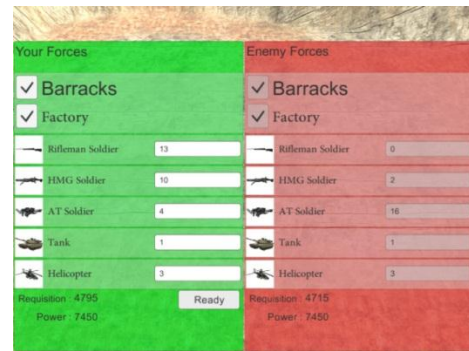 Your Forces
Barracks
Factory
Rifleman Soldier 13
HMG Soldier 10
AT Soldier 4
Tank 1
Helicopter 3
Requisition : 4795 Ready
Power : 7450
Enemy Forces
Barracks
Factory
Rifleman Soldier 0
HMG Soldier 2
AT Soldier 16
Tank 1
Helicopter 3
Requisition : 4715
Power : 7450